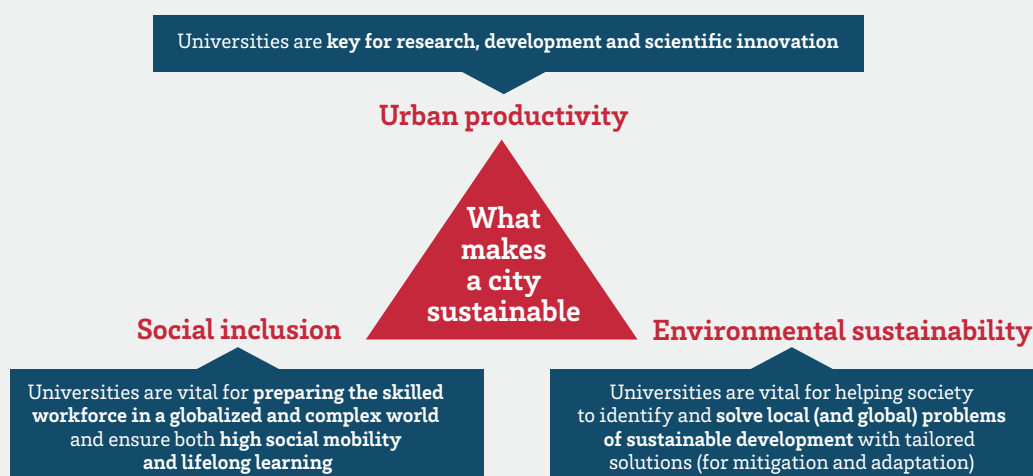 Universities are key for research, development and scientific innovation
Urban productivity
What
makes
a city
sustainable
Social inclusion
Environmental sustainability
Universities are vital for preparing the skilled
workforce in a globalized and complex world
and ensure both high social mobility
and lifelong learning
Universities are vital for helping society
to identify and solve local (and global) problems
of sustainable development with tailored
solutions (for mitigation and adaptation)